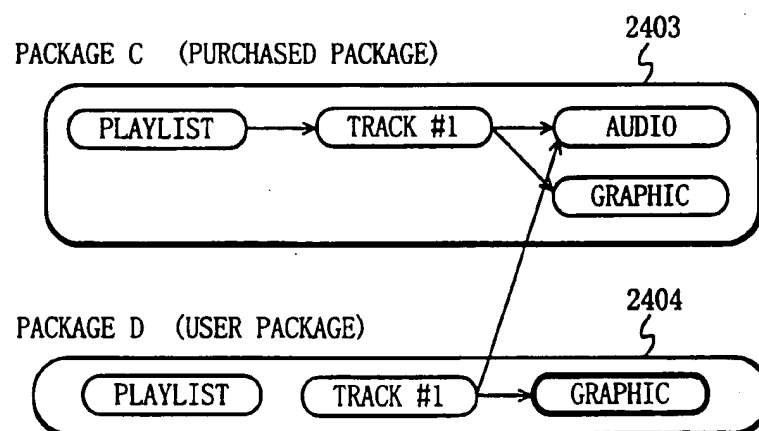 2403
PACKAGE C (PURCHASED PACKAGE)
PLAYLIST TRACK #1 AUDIO
GRAPHIC
2404
PACKAGE D (USER PACKAGE)
PLAYLIST TRACK #1 GRAPHIC